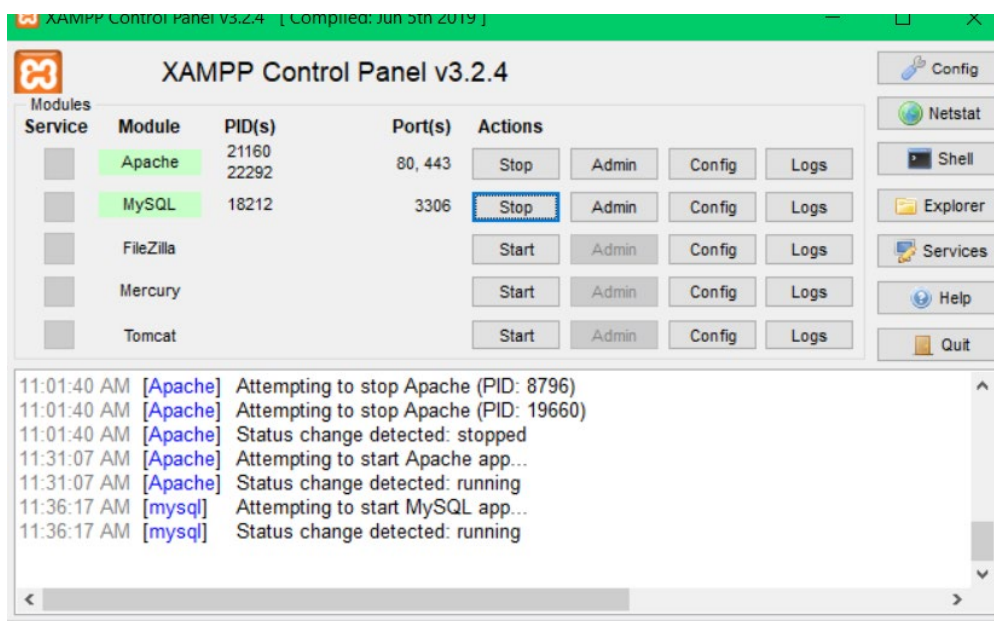 XAMPP Control Panel v3.2.4 [ Compiled: Jun 5th 2019 ]
XAMPP Control Panel v3.2.4
Config
Modules
Service Module PID(s) Port(s) Actions
Netstat
Apache 21160 22292 80, 443 Stop Admin Config Logs
Shell
MySQL 18212 3306 Stop Admin Config Logs
Explorer
FileZilla Start Admin Config Logs
Services
Mercury Start Admin Config Logs
Help
Tomcat Start Admin Config Logs
Quit
11:01:40 AM [Apache] Attempting to stop Apache (PID: 8796)
11:01:40 AM [Apache] Attempting to stop Apache (PID: 19660)
11:01:40 AM [Apache] Status change detected: stopped
11:31:07 AM [Apache] Attempting to start Apache app...
11:31:07 AM [Apache] Status change detected: running
11:36:17 AM [mysql] Attempting to start MySQL app...
11:36:17 AM [mysql] Status change detected: running